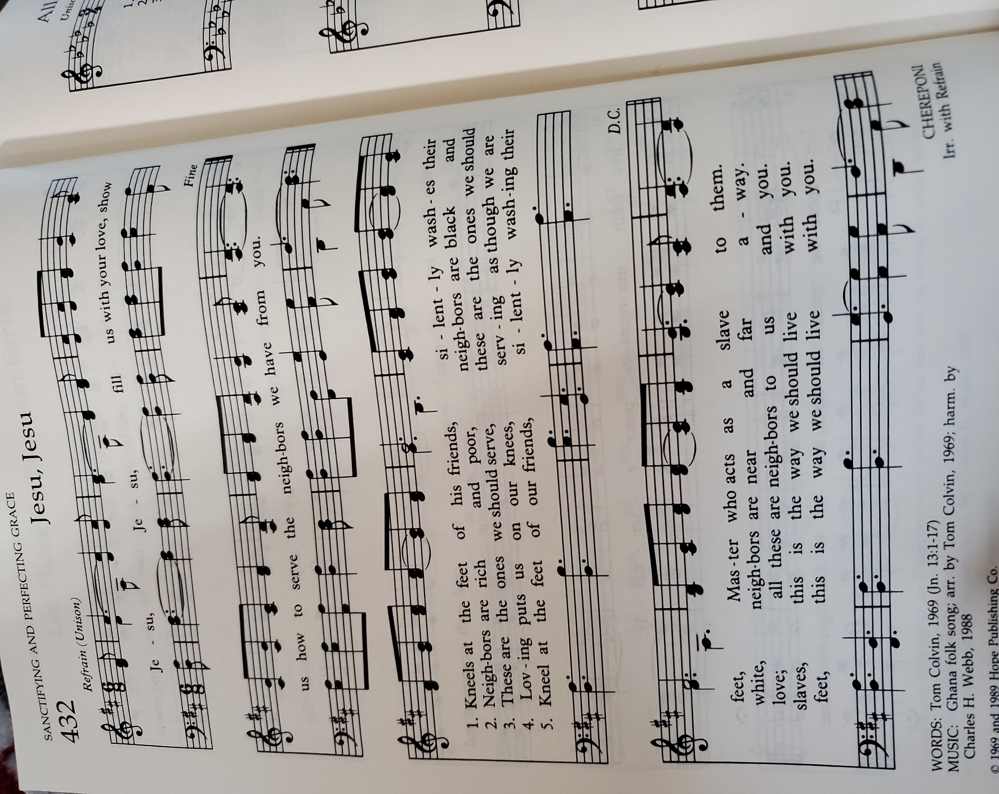 SANCTIFYING AND PERFECTING GRACE
432 Jesu, Jesu
Refrain (Unison)
Je - su, Je - su, fill us with your love, show
Fine
us how to serve the neigh-bors we have from you.
1. Kneels at the feet of his friends, si - lent - ly wash - es their
2. Neigh-bors are rich and poor, neigh-bors are black and
3. These are the ones we should serve, these are the ones we should
4. Lov - ing puts us on our knees, serv - ing as though we are
5. Kneel at the feet of our friends, si - lent - ly wash-ing their
D.C.
feet, Mas - ter who acts as a slave to them.
white, neigh-bors are near and far a - way.
love; all these are neigh-bors to us and you.
slaves, this is the way we should live with you.
feet, this is the way we should live with you.
WORDS: Tom Colvin, 1969 (Jn. 13:1-17) CHEREPONI
MUSIC: Ghana folk song; arr. by Tom Colvin, 1969; harm. by Irr. with Refrain
Charles H. Webb, 1988
© 1969 and 1989 Hope Publishing Co.
All
1.
2.